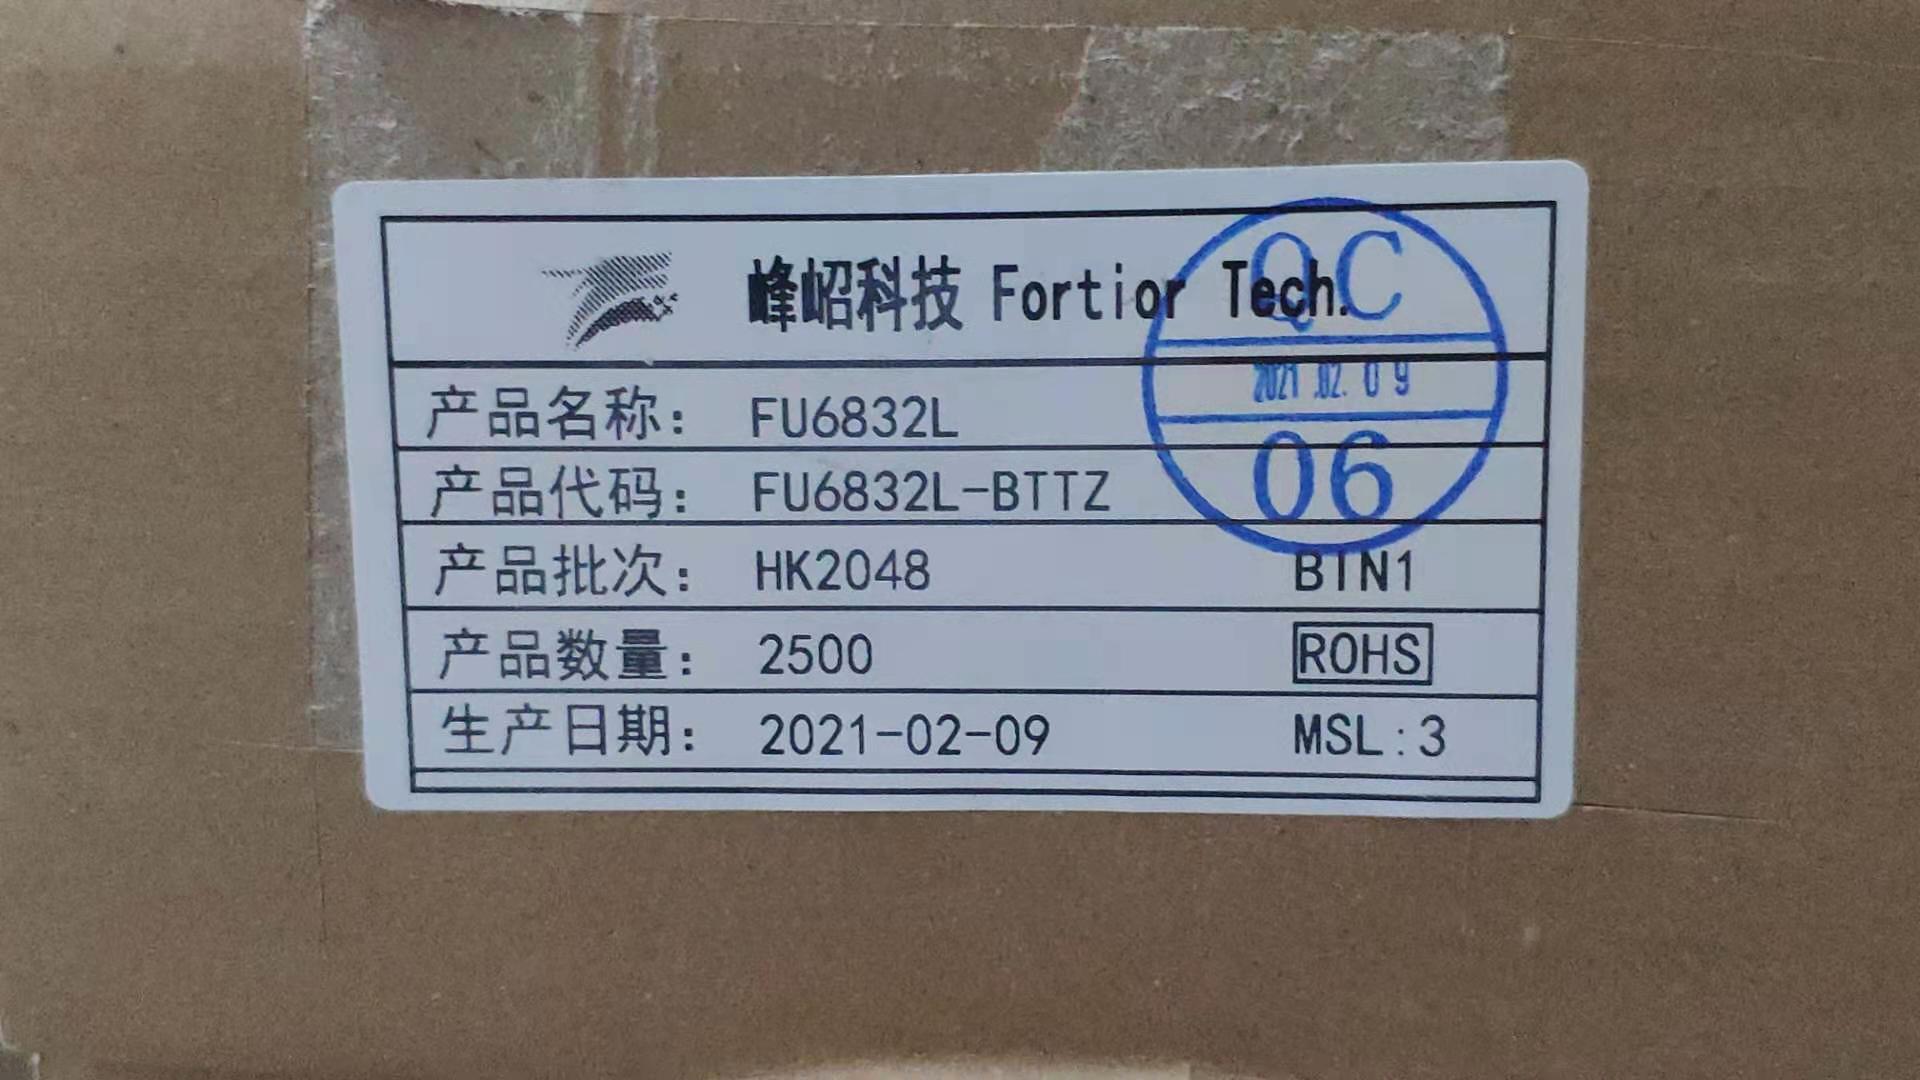 峰岹科技 Fortior Tech.
QC
2021.02.09
06
产品名称： FU6832L
产品代码： FU6832L-BTTZ
产品批次： HK2048 BIN1
产品数量： 2500 ROHS
生产日期： 2021-02-09 MSL:3